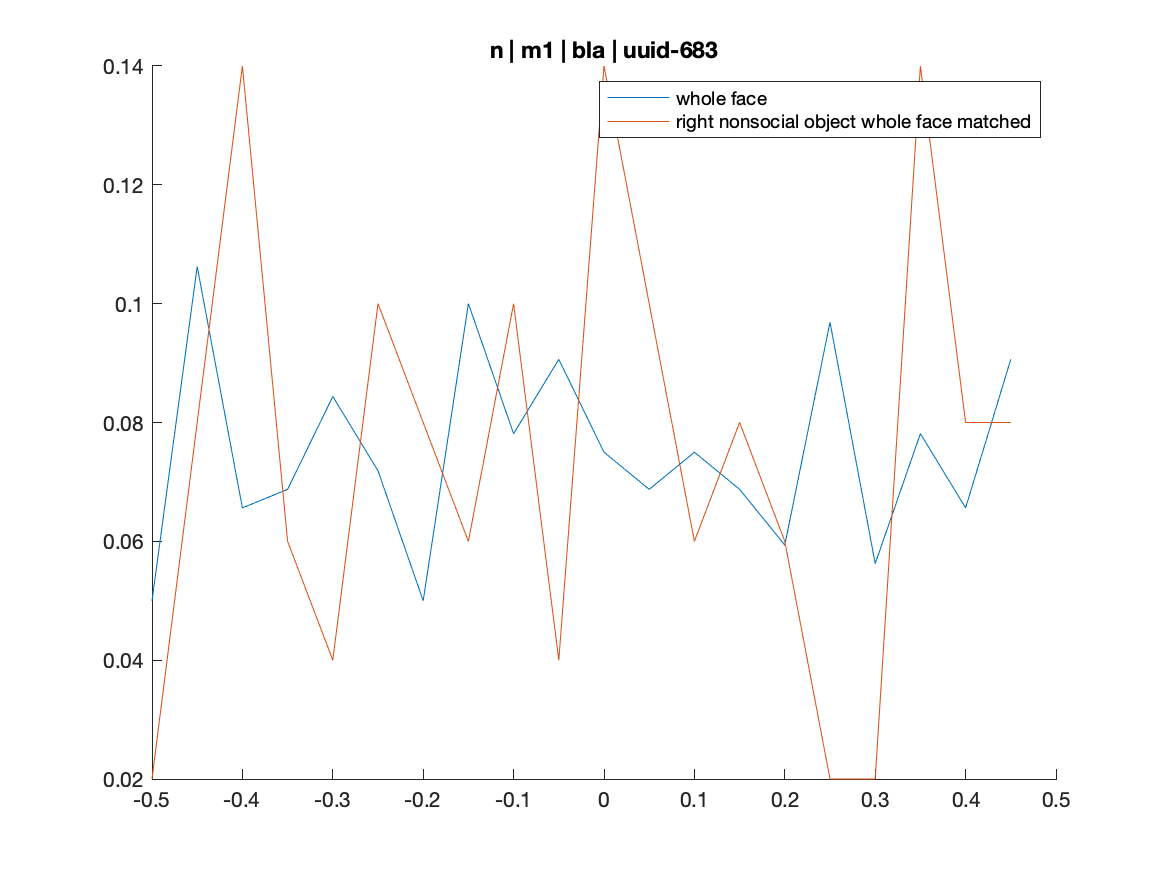 n | m1 | bla | uuid-683
0.14
whole face
right nonsocial object whole face matched
0.12
0.1
0.08
0.06
0.04
0.02
-0.5 -0.4 -0.3 -0.2 -0.1 0 0.1 0.2 0.3 0.4 0.5